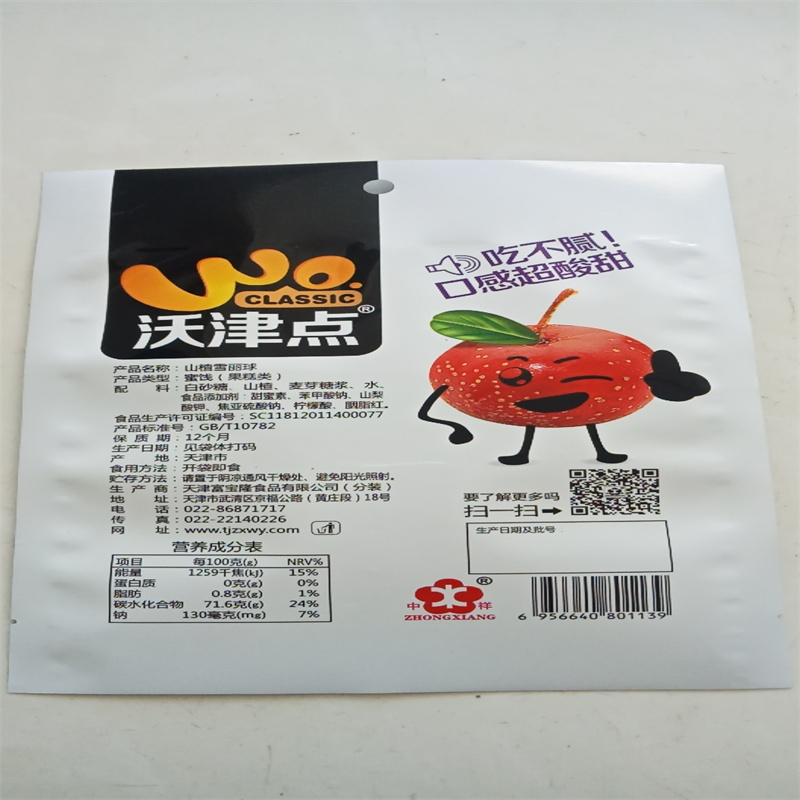 wo.
CLASSIC
沃津点®
吃不腻！
口感超酸甜
产品名称：山楂雪丽球
产品类型：蜜饯（果糕类）
配 料：白砂糖、山楂、麦芽糖浆、水、
食品添加剂：甜蜜素、苯甲酸钠、山梨
酸钾、焦亚硫酸钠、柠檬酸、胭脂红。
食品生产许可证编号：SC11812011400077
产品标准号：GB/T10782
保 质 期：12个月
生产日期：见袋体打码
产 地：天津市
食用方法：开袋即食
贮存方法：请置于阴凉通风干燥处、避免阳光照射。
生 产 商：天津富宝隆食品有限公司（分装）
地 址：天津市武清区京福公路（黄庄段）18号
电 话：022-86871717
传 真：022-22140226
网 址：www.tjzxwy.com
营养成分表
项目 每100克(g) NRV%
能量 1259千焦(kJ) 15%
蛋白质 0克(g) 0%
脂肪 0.8克(g) 1%
碳水化合物 71.6克(g) 24%
钠 130毫克(mg) 7%
要了解更多吗
扫一扫→
生产日期及批号
中 祥 ®
ZHONGXIANG
6 956640 801139